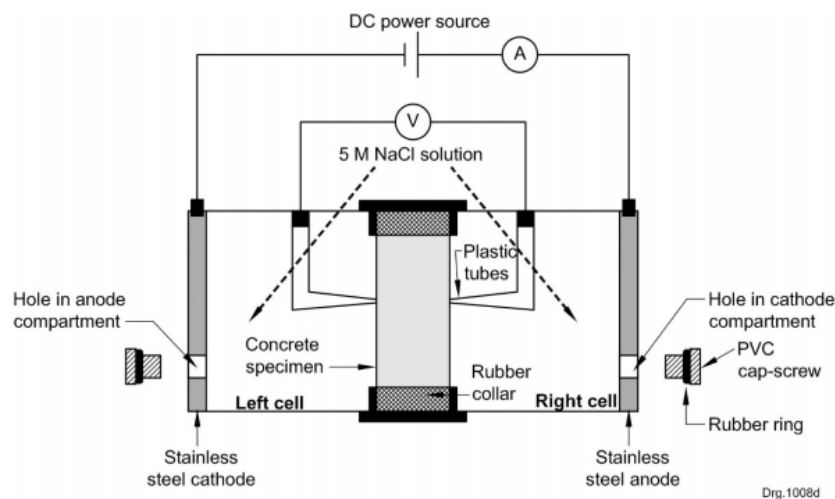 DC power source
A
V
5 M NaCl solution
Plastic
tubes
Hole in anode
compartment
Hole in cathode
compartment
Concrete
specimen
PVC
cap-screw
Rubber
collar
Left cell
Right cell
Rubber ring
Stainless
steel cathode
Stainless
steel anode
Drg.1008d